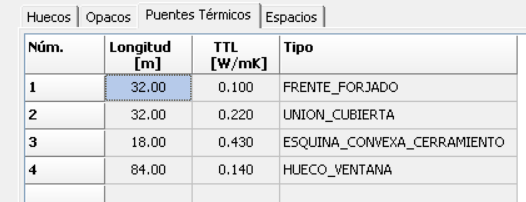 Huecos Opacos Puentes Térmicos Espacios
Núm. Longitud [m] TTL [W/mK] Tipo
1 32.00 0.100 FRENTE_FORJADO
2 32.00 0.220 UNION_CUBIERTA
3 18.00 0.430 ESQUINA_CONVEXA_CERRAMIENTO
4 84.00 0.140 HUECO_VENTANA